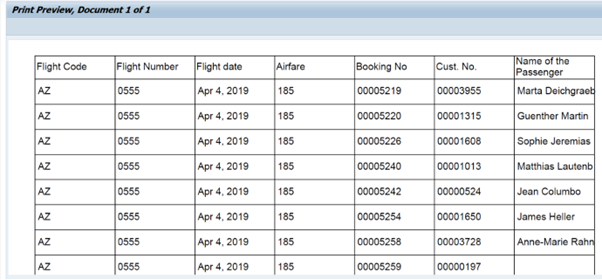 Print Preview, Document 1 of 1
Flight Code Flight Number Flight date Airfare Booking No Cust. No. Name of the Passenger
AZ 0555 Apr 4, 2019 185 00005219 00003955 Marta Deichgraeb
AZ 0555 Apr 4, 2019 185 00005220 00001315 Guenther Martin
AZ 0555 Apr 4, 2019 185 00005226 00001608 Sophie Jeremias
AZ 0555 Apr 4, 2019 185 00005240 00001013 Matthias Lautenb
AZ 0555 Apr 4, 2019 185 00005242 00000524 Jean Columbo
AZ 0555 Apr 4, 2019 185 00005254 00001650 James Heller
AZ 0555 Apr 4, 2019 185 00005258 00003728 Anne-Marie Rahn
AZ 0555 Apr 4, 2019 185 00005259 00000197